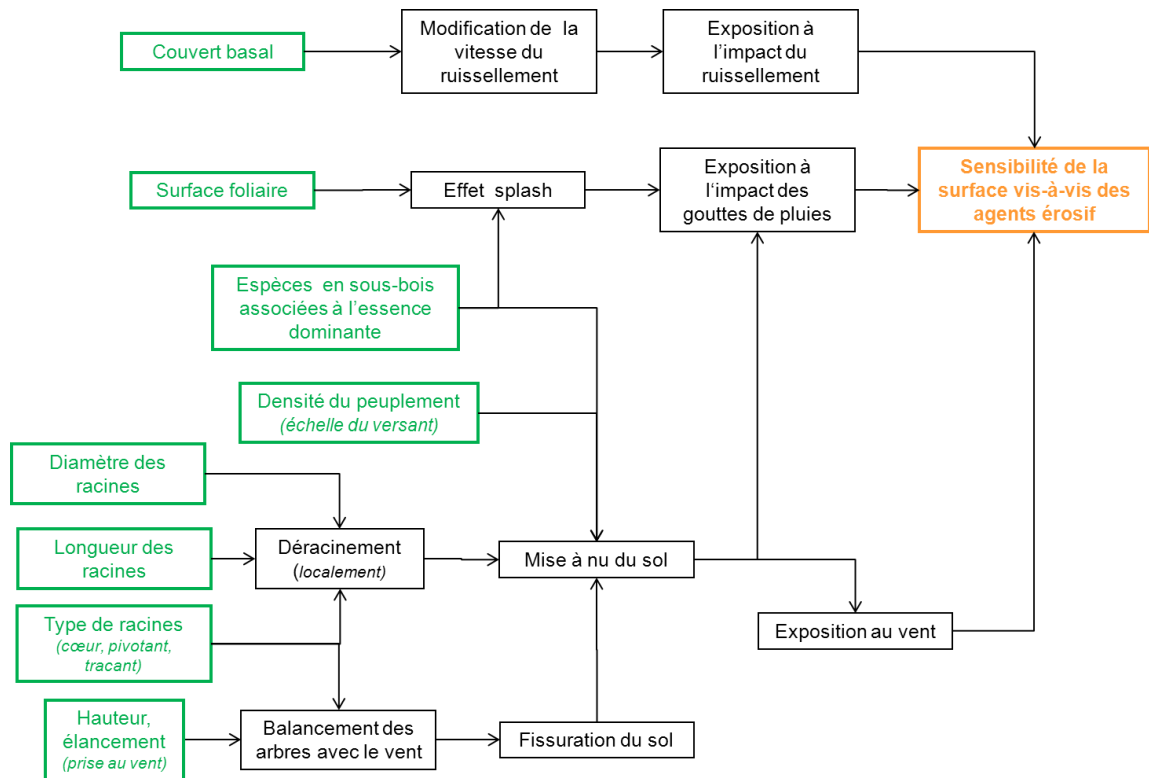 Couvert basal
Modification de la
vitesse du
ruissellement
Exposition à
l'impact du
ruissellement
Surface foliaire
Effet splash
Exposition à
l'impact des
gouttes de pluies
Sensibilité de la
surface vis-à-vis des
agents érosif
Espèces en sous-bois
associées à l'essence
dominante
Densité du peuplement
(échelle du versant)
Diamètre des
racines
Longueur des
racines
Déracinement
(localement)
Mise à nu du sol
Type de racines
(cœur, pivotant,
tracant)
Exposition au vent
Hauteur,
élancement
(prise au vent)
Balancement des
arbres avec le vent
Fissuration du sol